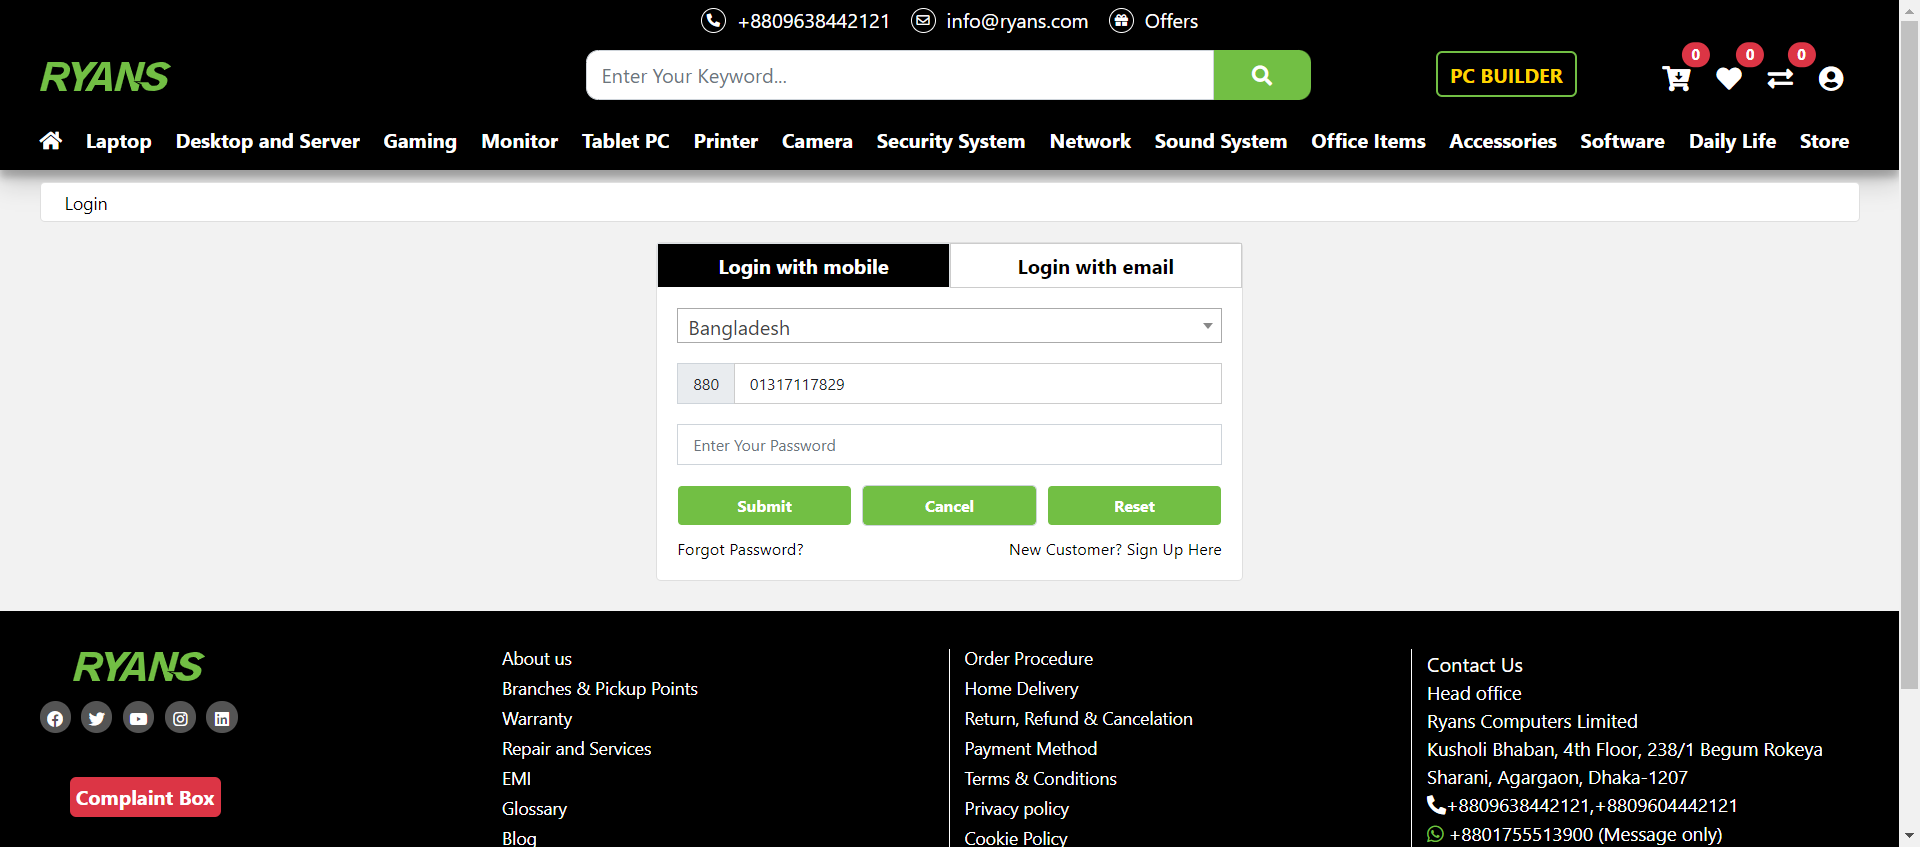 +8809638442121 info@ryans.com Offers
RYANS Enter Your Keyword... PC BUILDER 0 0 0
Laptop Desktop and Server Gaming Monitor Tablet PC Printer Camera Security System Network Sound System Office Items Accessories Software Daily Life Store
Login
Login with mobile Login with email
Bangladesh
880 01317117829
Enter Your Password
Submit Cancel Reset
Forgot Password? New Customer? Sign Up Here
RYANS
Complaint Box
About us
Branches & Pickup Points
Warranty
Repair and Services
EMI
Glossary
Blog
Order Procedure
Home Delivery
Return, Refund & Cancelation
Payment Method
Terms & Conditions
Privacy policy
Cookie Policy
Contact Us
Head office
Ryans Computers Limited
Kusholi Bhaban, 4th Floor, 238/1 Begum Rokeya
Sharani, Agargaon, Dhaka-1207
+8809638442121,+8809604442121
+8801755513900 (Message only)